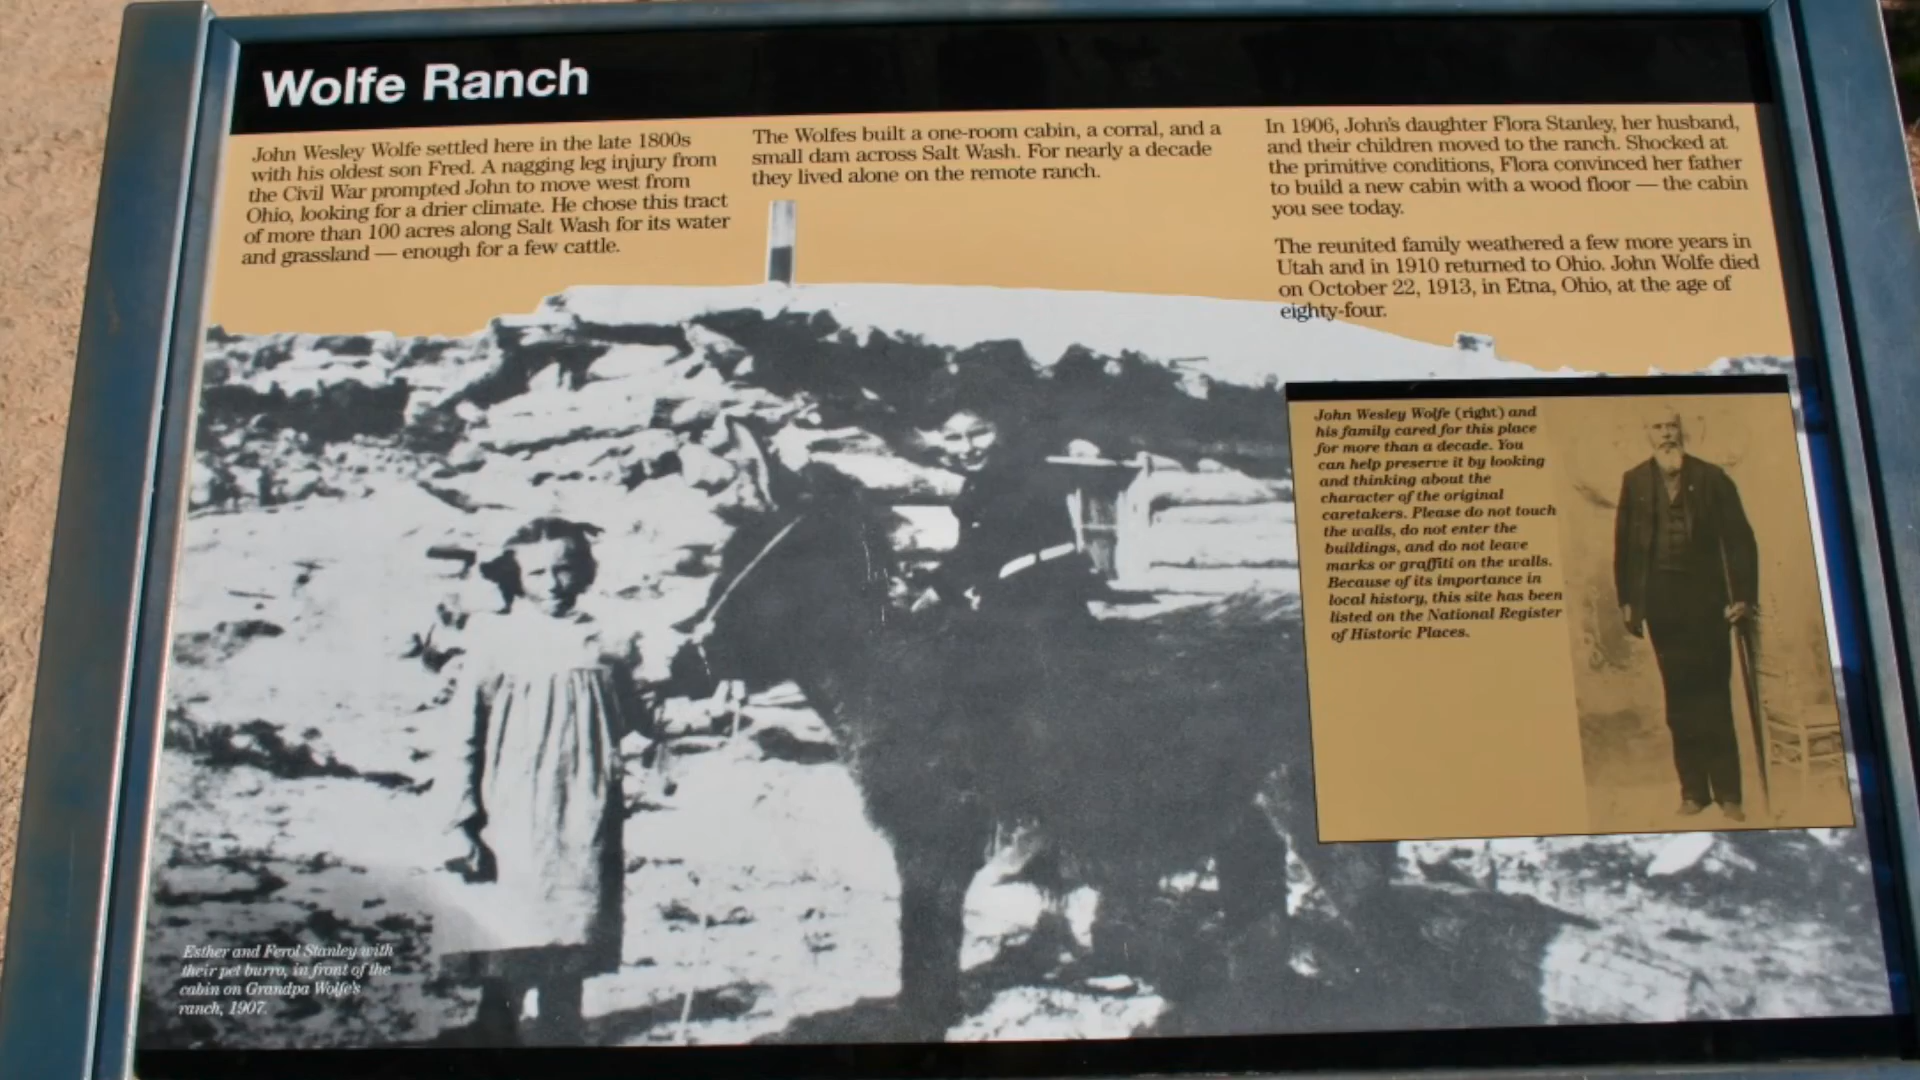 Wolfe Ranch
John Wesley Wolfe settled here in the late 1800s
with his oldest son Fred. A nagging leg injury from
the Civil War prompted John to move west from
Ohio, looking for a drier climate. He chose this tract
of more than 100 acres along Salt Wash for its water
and grassland — enough for a few cattle.
The Wolfes built a one-room cabin, a corral, and a
small dam across Salt Wash. For nearly a decade
they lived alone on the remote ranch.
In 1906, John's daughter Flora Stanley, her husband,
and their children moved to the ranch. Shocked at
the primitive conditions, Flora convinced her father
to build a new cabin with a wood floor — the cabin
you see today.
The reunited family weathered a few more years in
Utah and in 1910 returned to Ohio. John Wolfe died
on October 22, 1913, in Etna, Ohio, at the age of
eighty-four.
John Wesley Wolfe (right) and
his family cared for this place
for more than a decade. You
can help preserve it by looking
and thinking about the
character of the original
caretakers. Please do not touch
the walls, do not enter the
buildings, and do not leave
marks or graffiti on the walls.
Because of its importance in
local history, this site has been
listed on the National Register
of Historic Places.
Esther and Ferol Stanley with
their pet burro, in front of the
cabin on Grandpa Wolfe's
ranch, 1907.